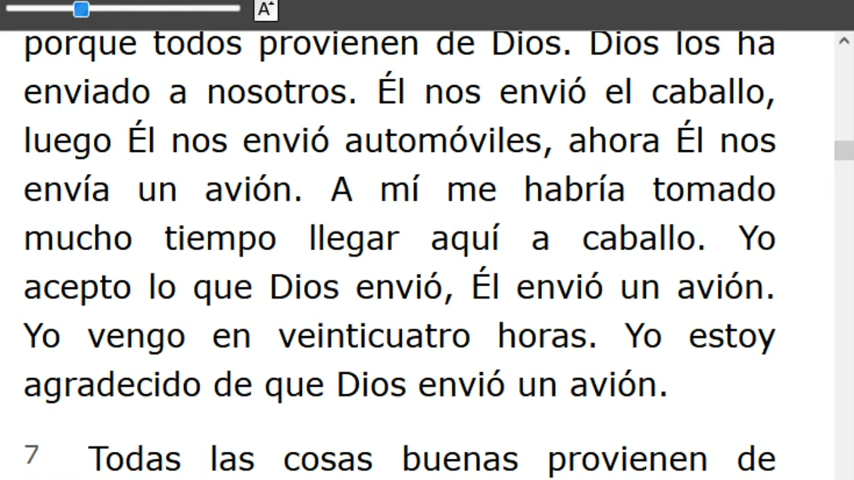 A
porque todos provienen de Dios. Dios los ha
enviado a nosotros. Él nos envió el caballo,
luego Él nos envió automóviles, ahora Él nos
envía un avión. A mí me habría tomado
mucho tiempo llegar aquí a caballo. Yo
acepto lo que Dios envió, Él envió un avión.
Yo vengo en veinticuatro horas. Yo estoy
agradecido de que Dios envió un avión.
7 Todas las cosas buenas provienen de